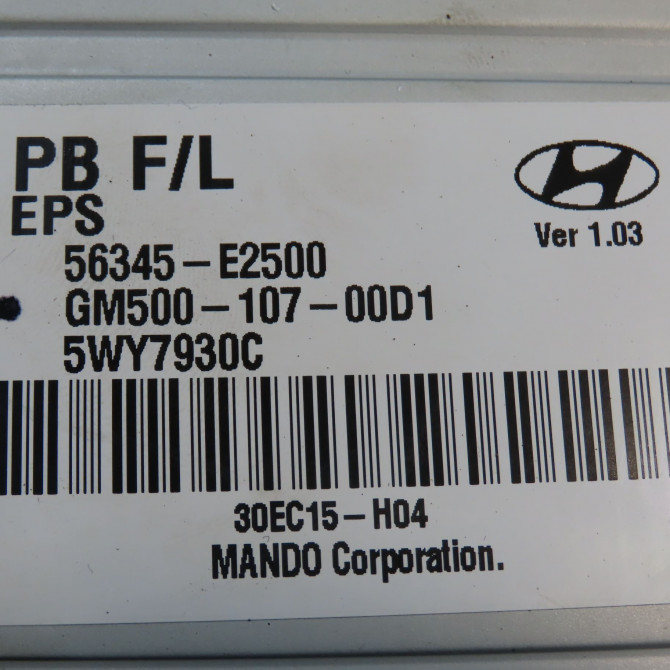 PB F/L
EPS
Ver 1.03
56345-E2500
GM500-107-00D1
5WY7930C
30EC15-H04
MANDO Corporation.